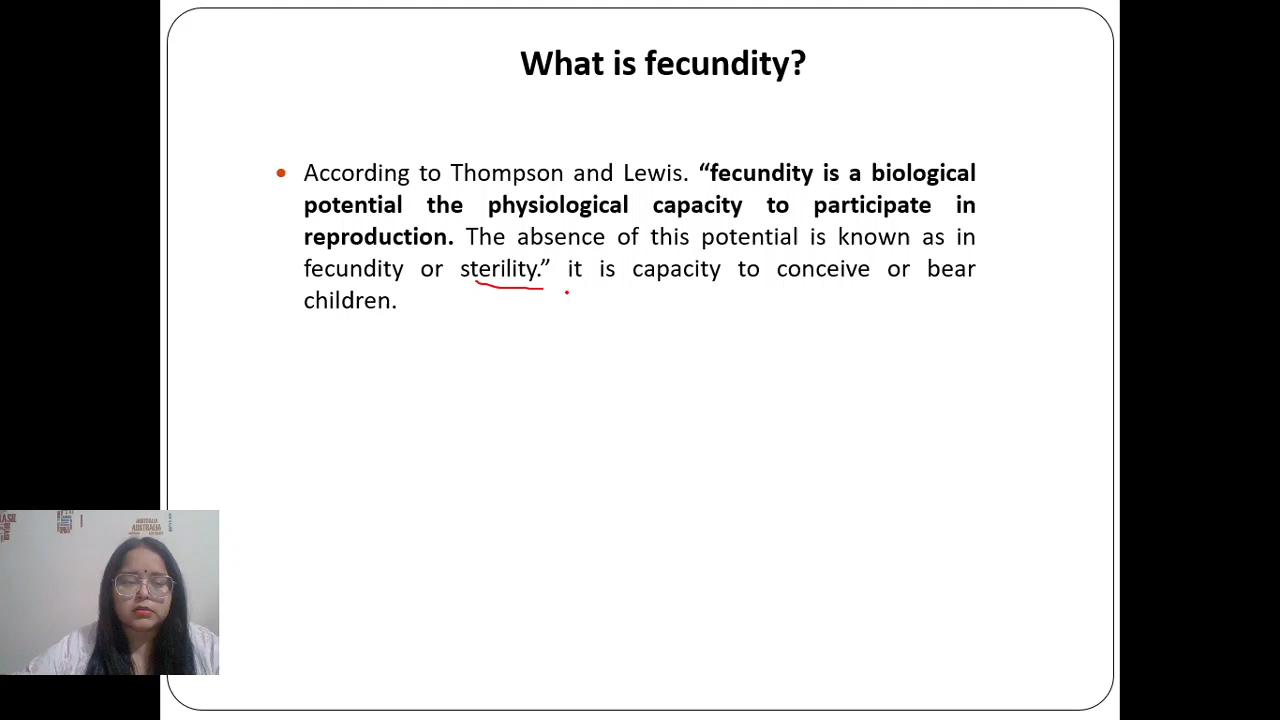 What is fecundity?
• According to Thompson and Lewis. “fecundity is a biological
potential the physiological capacity to participate in
reproduction. The absence of this potential is known as in
fecundity or sterility.” it is capacity to conceive or bear
children.
AUSTRALIA